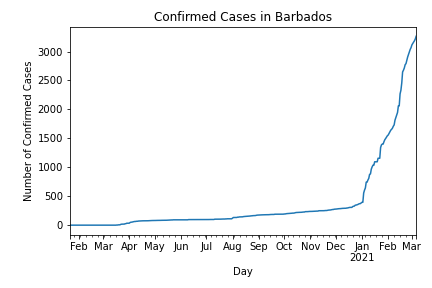 Confirmed Cases in Barbados
Number of Confirmed Cases
3000
2500
2000
1500
1000
500
0
Feb Mar Apr May Jun Jul Aug Sep Oct Nov Dec Jan Feb Mar
2021
Day